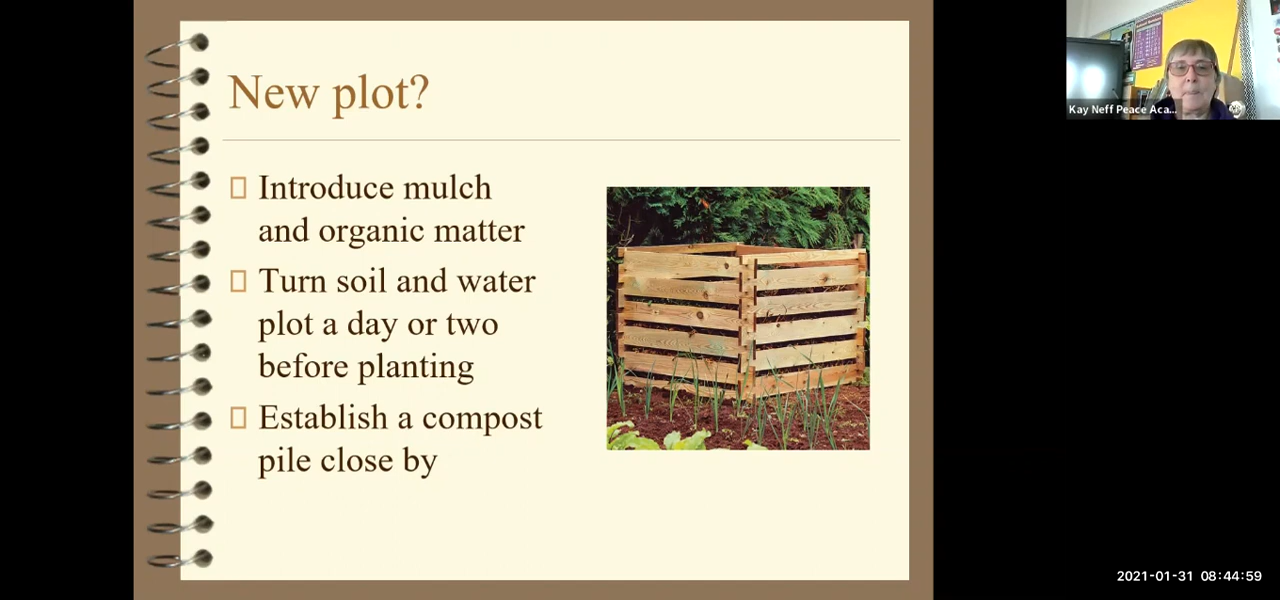 New plot?
Introduce mulch
and organic matter
Turn soil and water
plot a day or two
before planting
Establish a compost
pile close by
Kay Neff Peace Aca...
2021-01-31 08:44:59